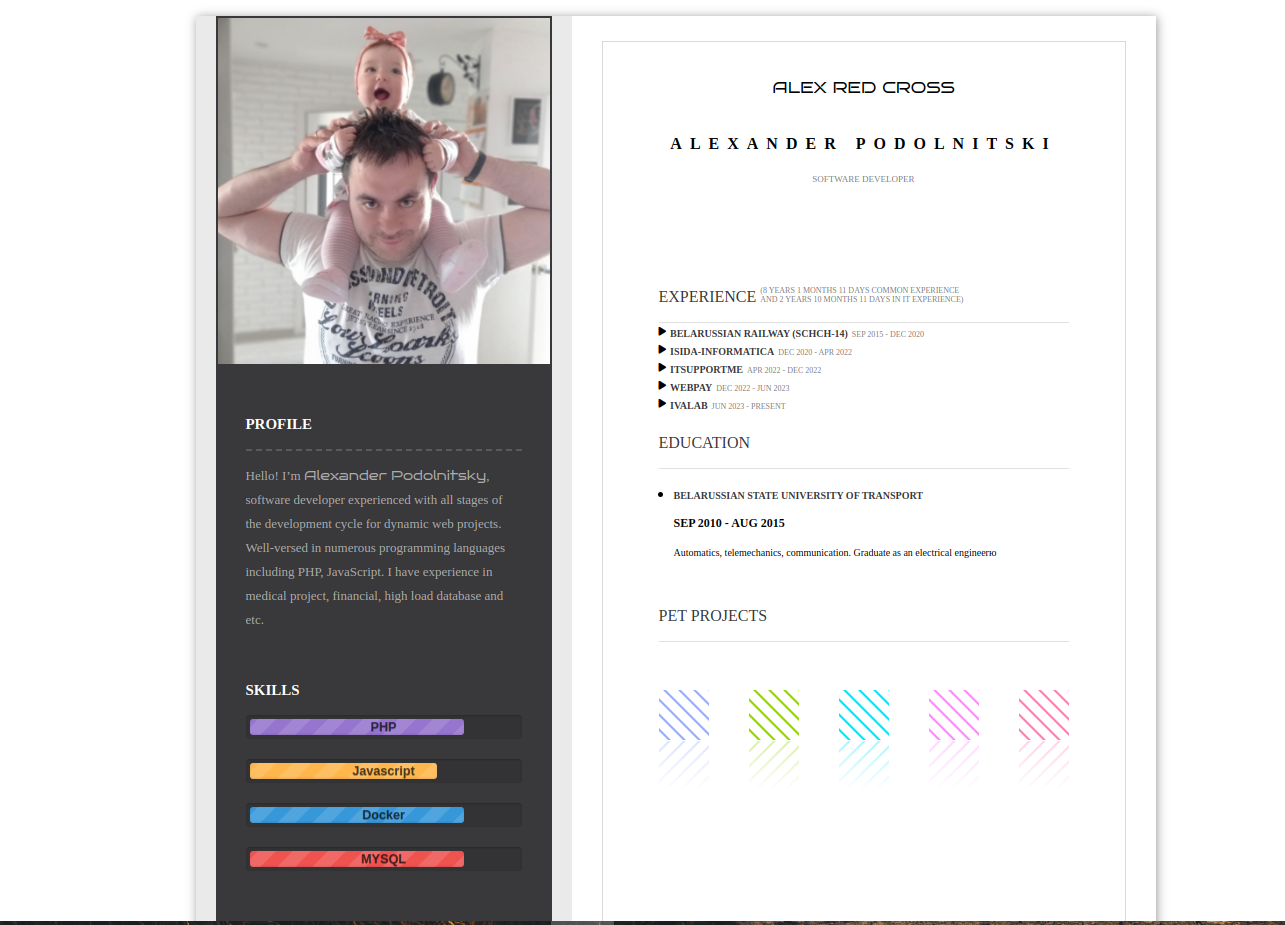 ALEX RED CROSS
ALEXANDER PODOLNITSKI
SOFTWARE DEVELOPER
EXPERIENCE (8 YEARS 1 MONTHS 11 DAYS COMMON EXPERIENCE
AND 2 YEARS 10 MONTHS 11 DAYS IN IT EXPERIENCE)
BELARUSSIAN RAILWAY (SCHCH-14) SEP 2015 - DEC 2020
ISIDA-INFORMATICA DEC 2020 - APR 2022
ITSUPPORTME APR 2022 - DEC 2022
WEBPAY DEC 2022 - JUN 2023
IVALAB JUN 2023 - PRESENT
EDUCATION
BELARUSSIAN STATE UNIVERSITY OF TRANSPORT
SEP 2010 - AUG 2015
Automatics, telemechanics, communication. Graduate as an electrical engineerю
PET PROJECTS
PROFILE
Hello! I’m Alexander Podolnitsky,
software developer experienced with all stages of
the development cycle for dynamic web projects.
Well-versed in numerous programming languages
including PHP, JavaScript. I have experience in
medical project, financial, high load database and
etc.
SKILLS
PHP
Javascript
Docker
MYSQL